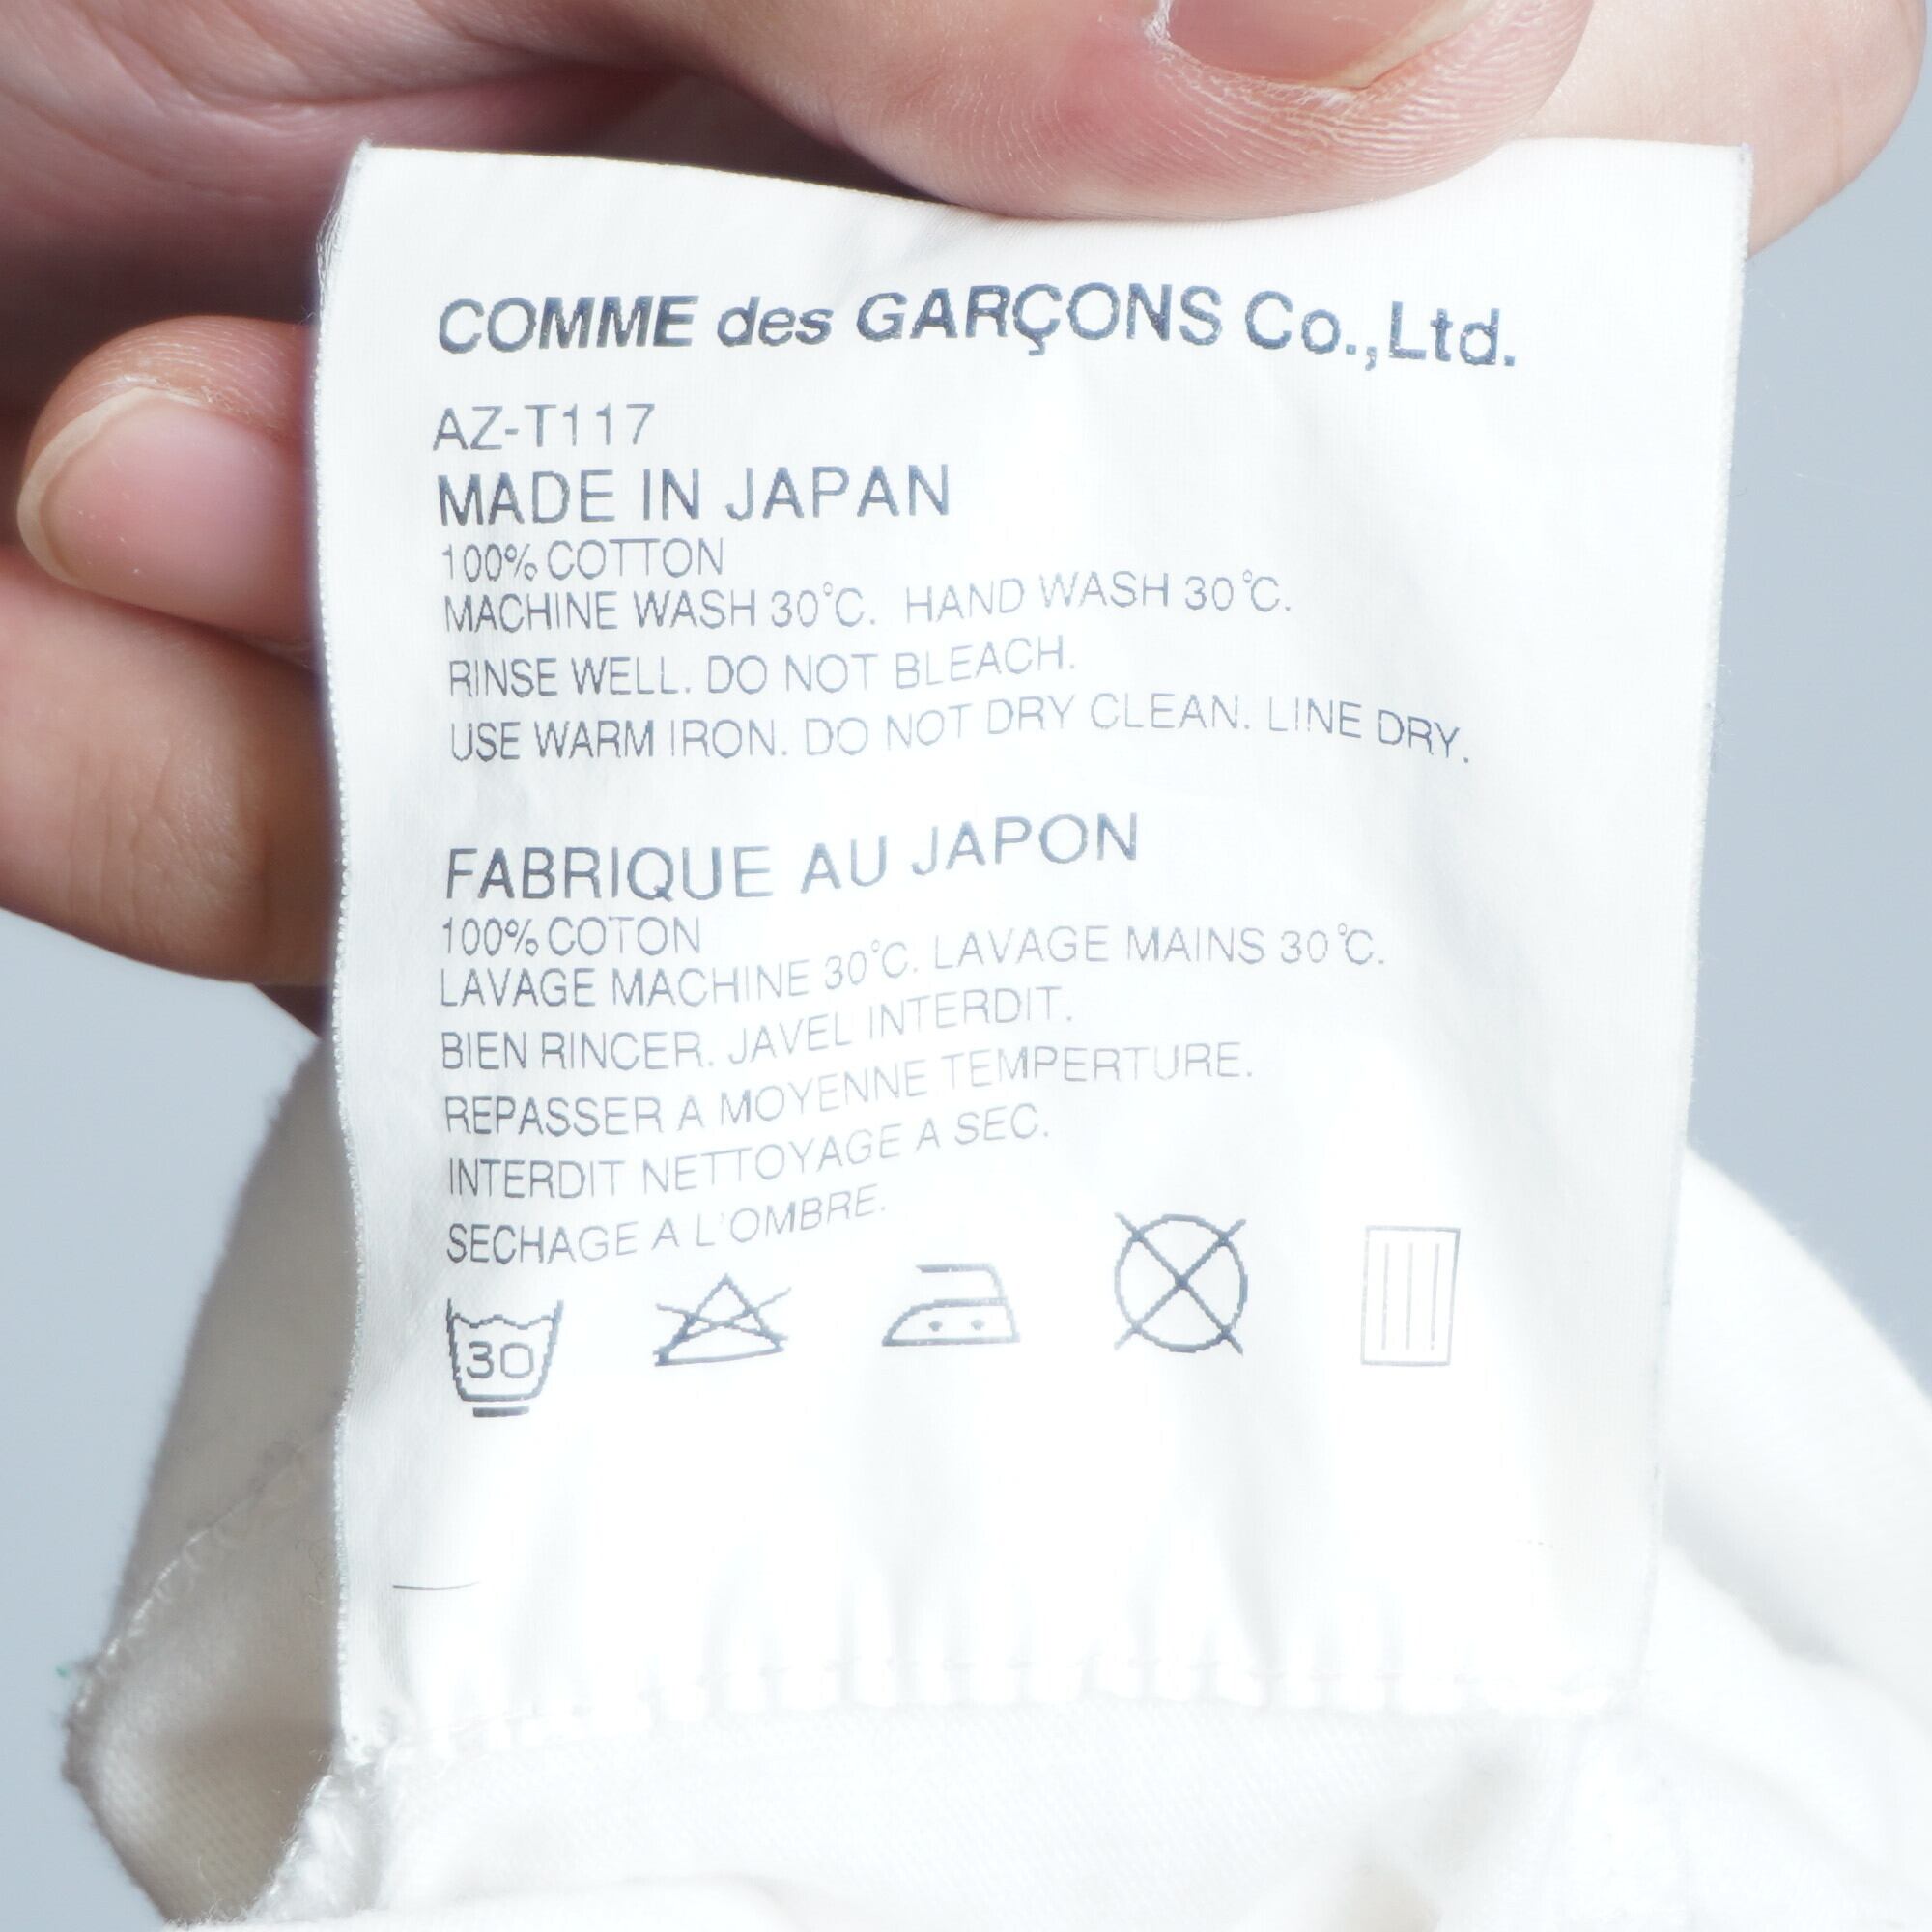 COMME des GARÇONS Co.,Ltd.
AZ-T117
MADE IN JAPAN
100% COTTON
MACHINE WASH 30℃. HAND WASH 30℃.
RINSE WELL. DO NOT BLEACH.
USE WARM IRON. DO NOT DRY CLEAN. LINE DRY.
FABRIQUE AU JAPON
100% COTON
LAVAGE MACHINE 30℃. LAVAGE MAINS 30℃.
BIEN RINCER. JAVEL INTERDIT.
REPASSER A MOYENNE TEMPERTURE.
INTERDIT NETTOYAGE A SEC.
SECHAGE A L'OMBRE.
30